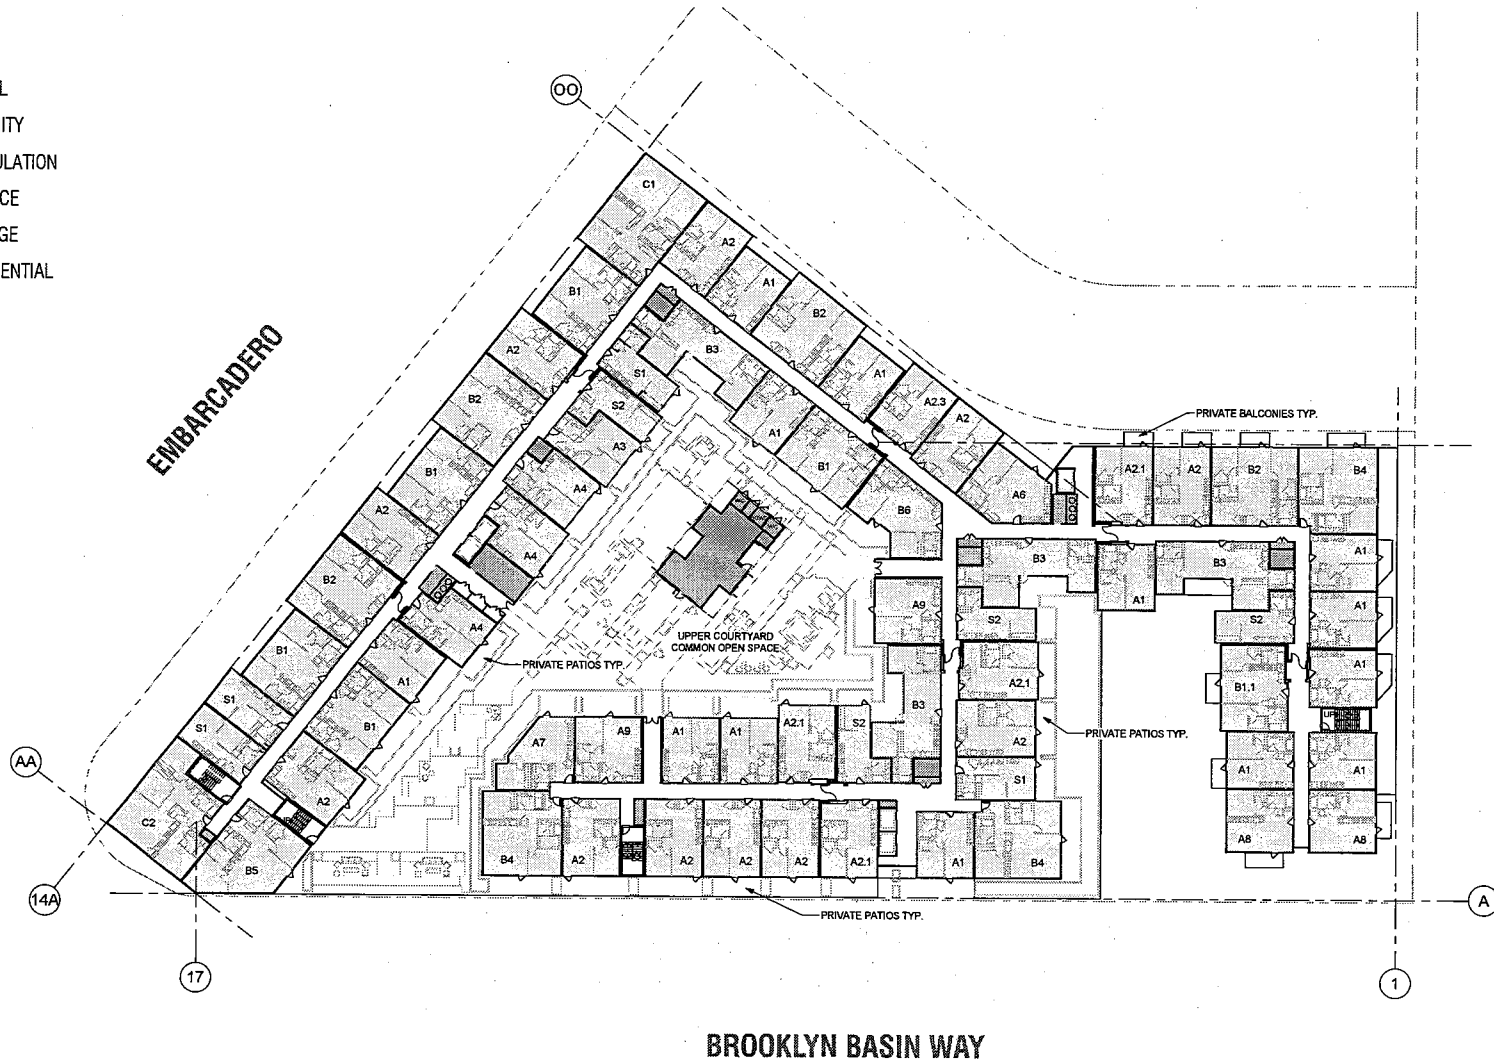 L
ITY
ULATION
CE
GE
ENTIAL
EMBARCADERO
OO
C1
A2
A1
B1
B2
A2
B3
S1
A1
A2.3
A2
B2
S2
A3
A1
B1
A4
A6
B1
A2
A4
B6
PRIVATE BALCONIES TYP.
A2.1
A2
B2
B4
B2
A4
B3
A1
B3
A1
A1
A9
S2
S2
UPPER COURTYARD
COMMON OPEN SPACE
PRIVATE PATIOS TYP.
B1
A1
S1
S1
B1
A2.1
B1.1
A1
A7
A9
A1
A1
A2.1
S2
B3
A2
PRIVATE PATIOS TYP.
UP
AA
A2
S1
A1
A1
C2
B5
B4
A2
A2
A2
A2
A2.1
A1
B4
A8
A8
14A
PRIVATE PATIOS TYP.
A
17
1
BROOKLYN BASIN WAY